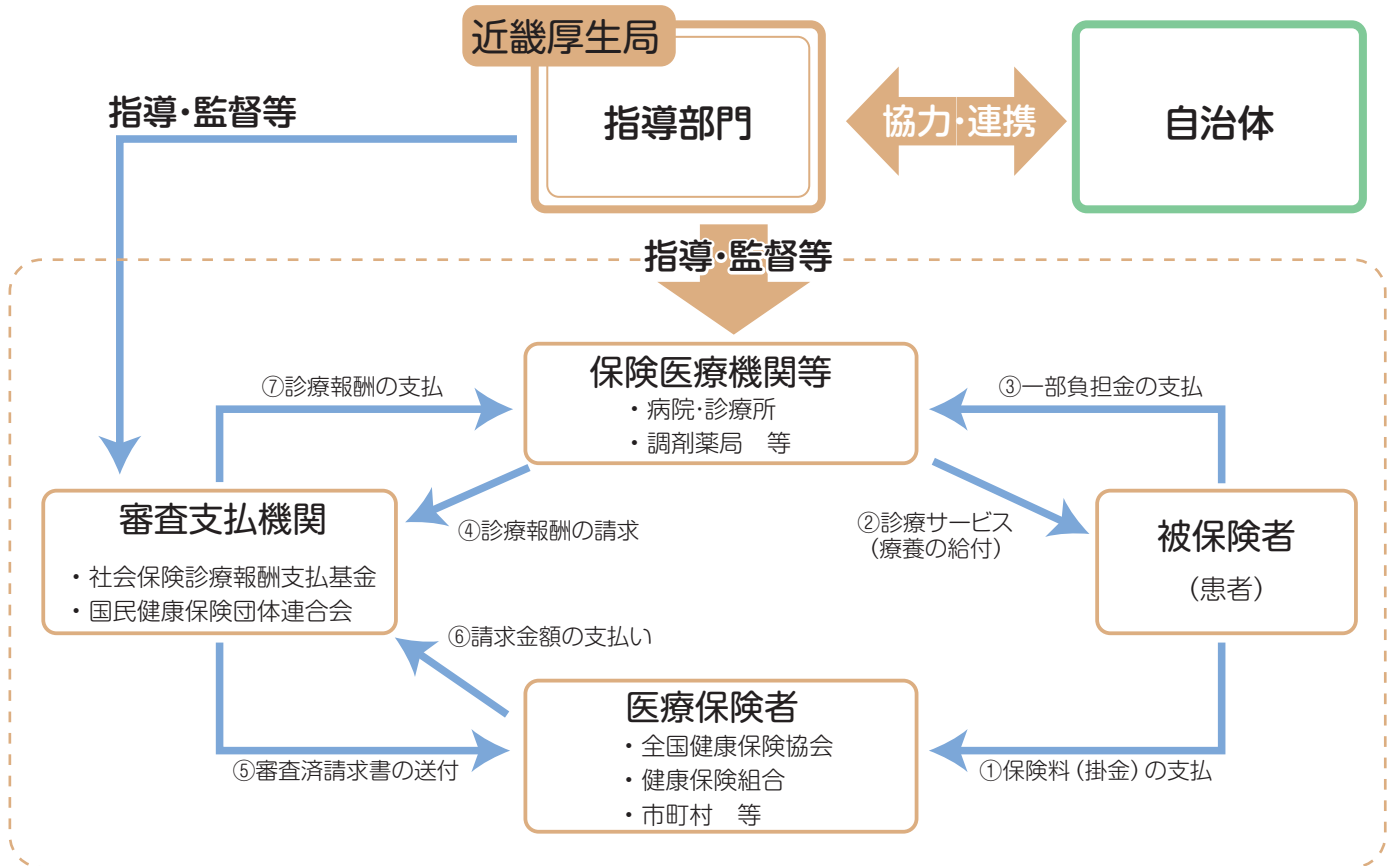 近畿厚生局
指導・監督等
指導部門
協力・連携
自治体
指導・監督等
保険医療機関等
・病院・診療所
・調剤薬局　等
⑦診療報酬の支払
③一部負担金の支払
審査支払機関
・社会保険診療報酬支払基金
・国民健康保険団体連合会
④診療報酬の請求
②診療サービス
（療養の給付）
被保険者
（患者）
⑥請求金額の支払い
医療保険者
・全国健康保険協会
・健康保険組合
・市町村　等
⑤審査済請求書の送付
①保険料（掛金）の支払